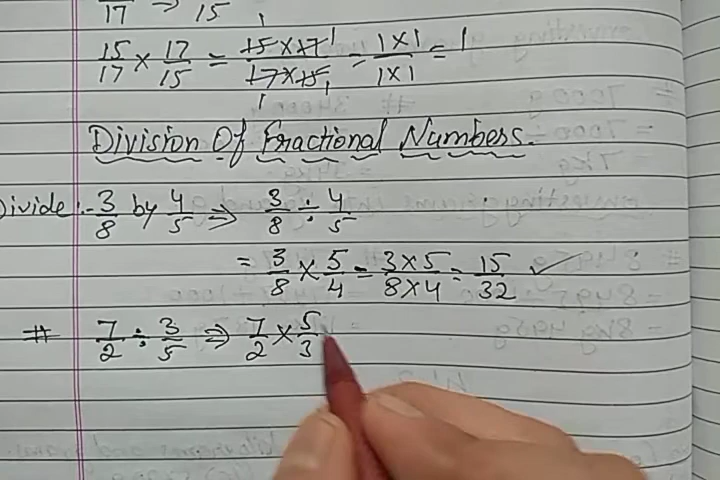 17 ⇒ 15
15/17 × 17/15 = 15×17/17×15 = 1×1/1×1 = 1
Division Of Fractional Numbers.
Divide:- 3/8 by 4/5 ⇒ 3/8 ÷ 4/5
= 3/8 × 5/4 = 3×5/8×4 = 15/32 ✓
# 7/2 ÷ 3/5 ⇒ 7/2 × 5/3